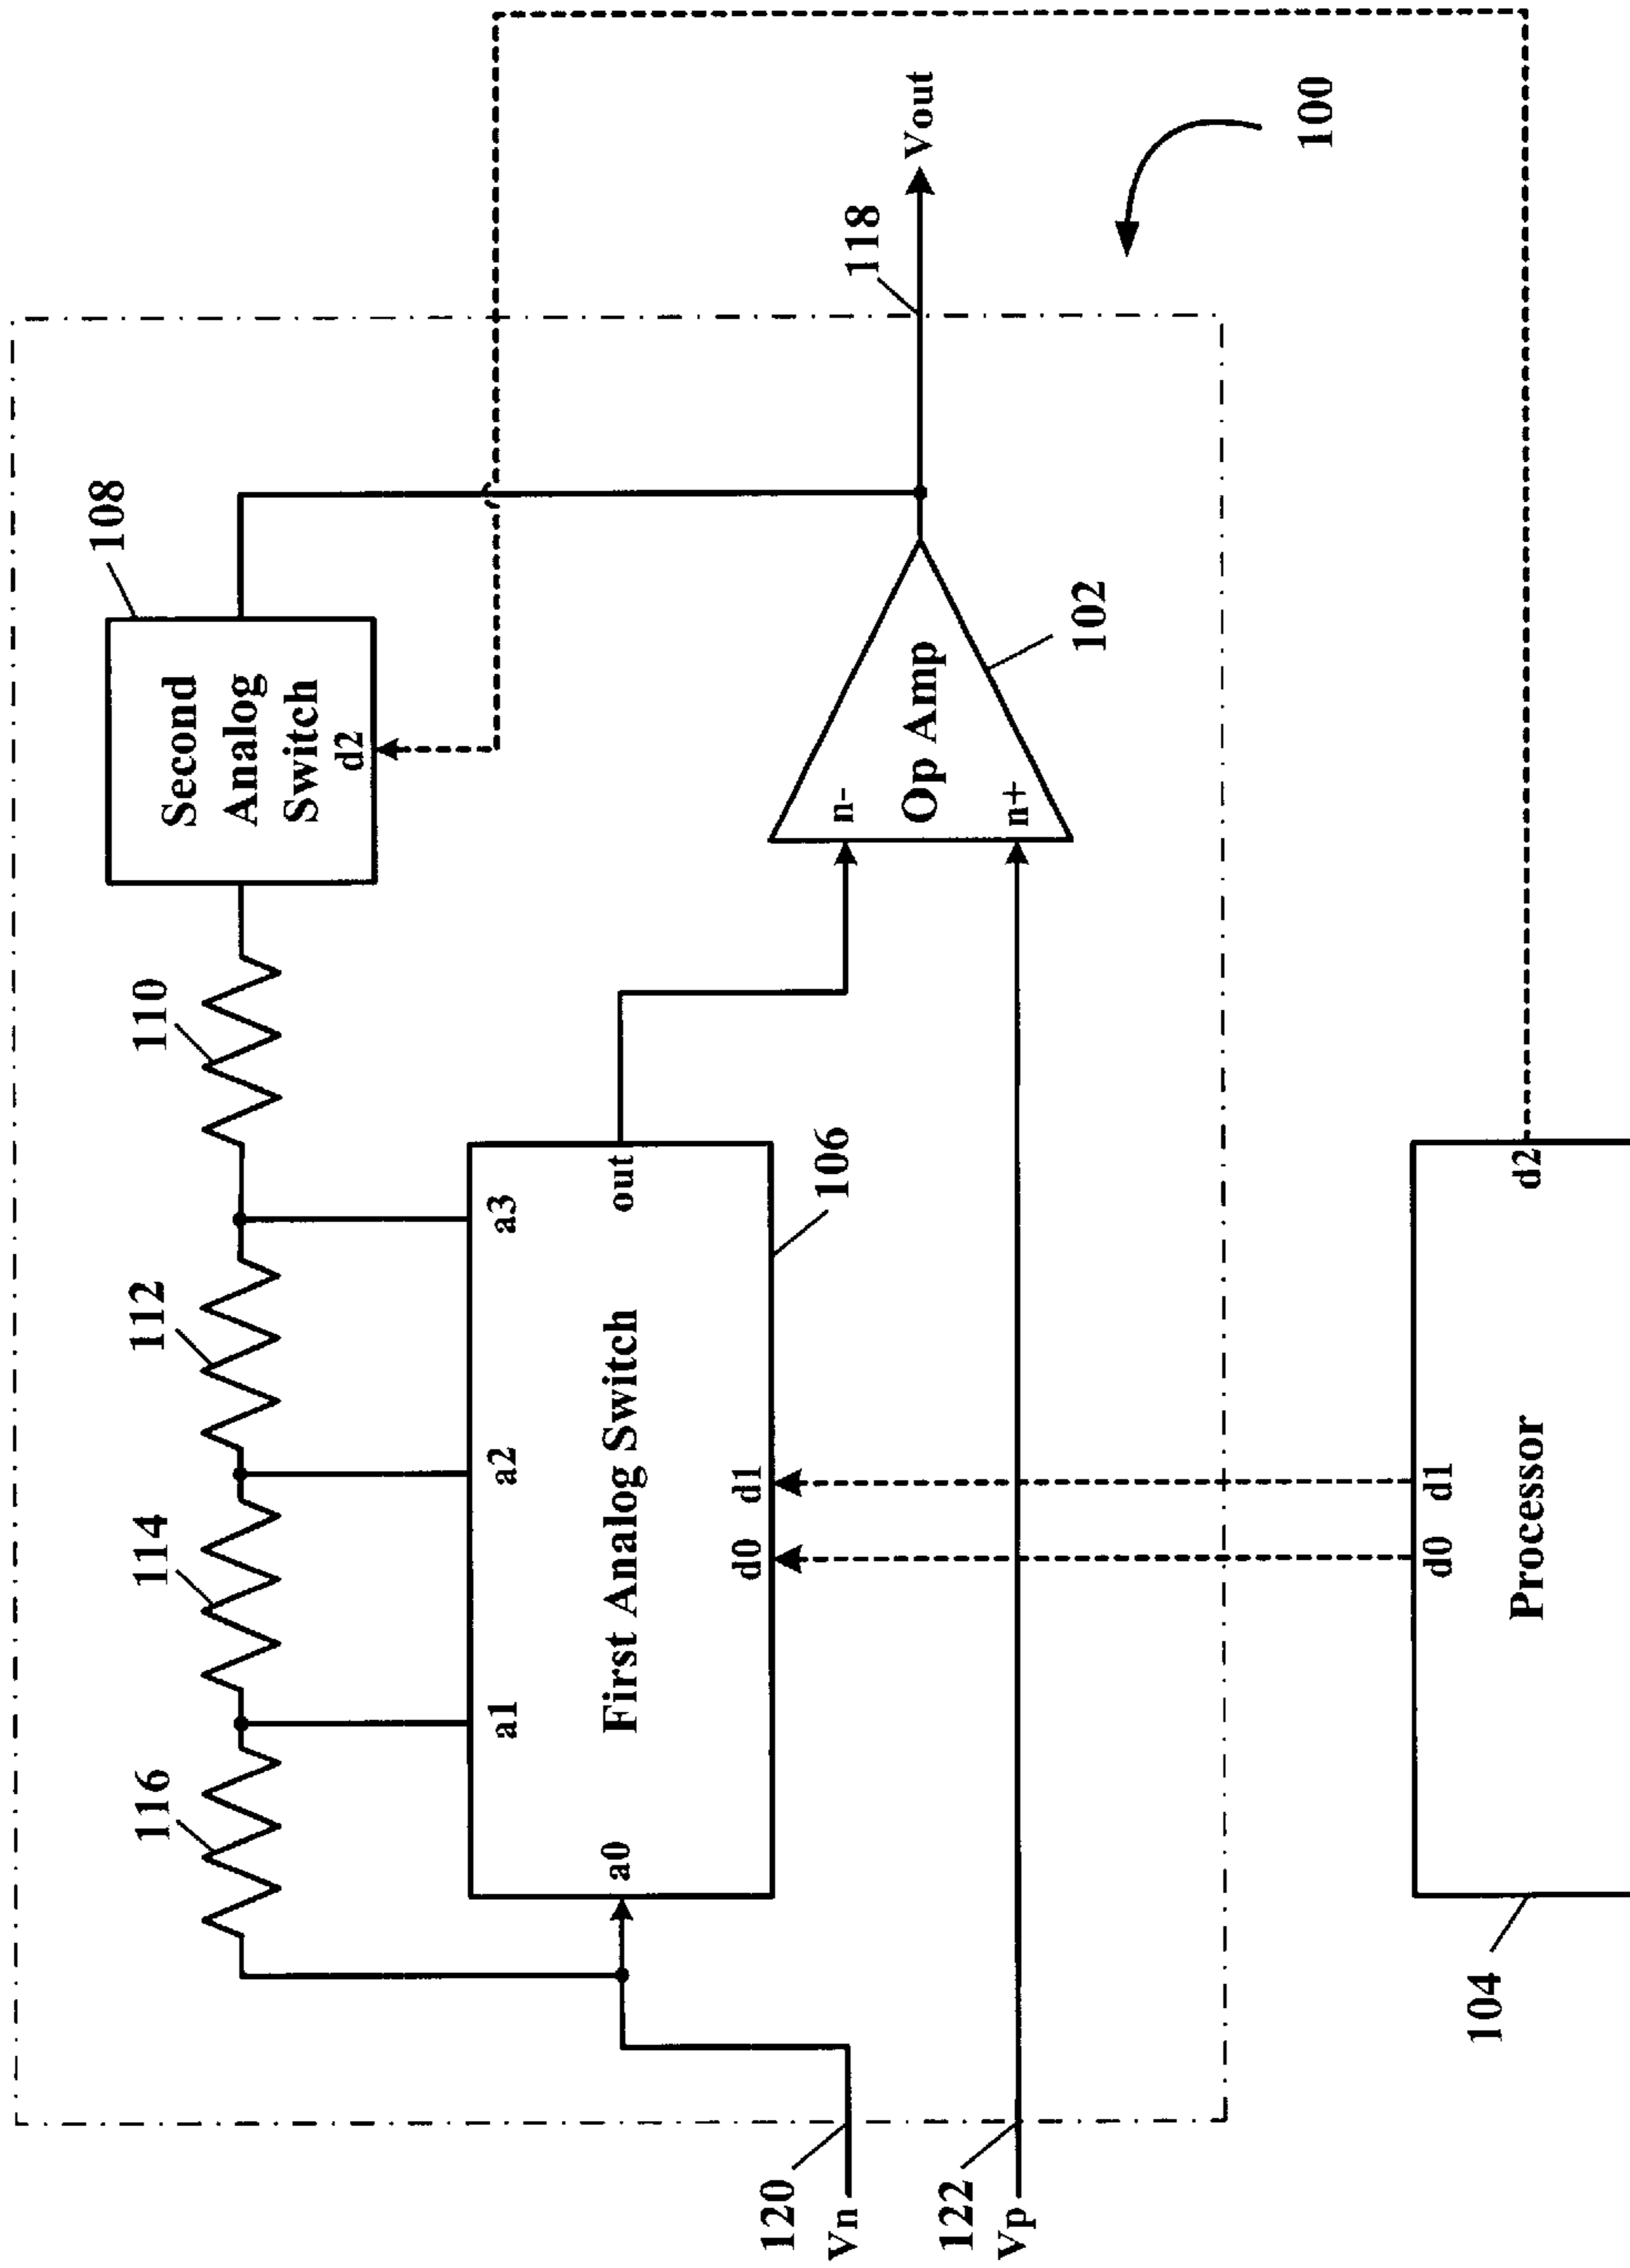 108
Second
Analog
Switch
d2
110
112
114
116
a1
a2
a3
a0
out
First Analog Switch
d0
d1
106
n-
Op Amp
n+
102
118
Vout
100
120
Vn
122
Vp
d0
d1
d2
Processor
104